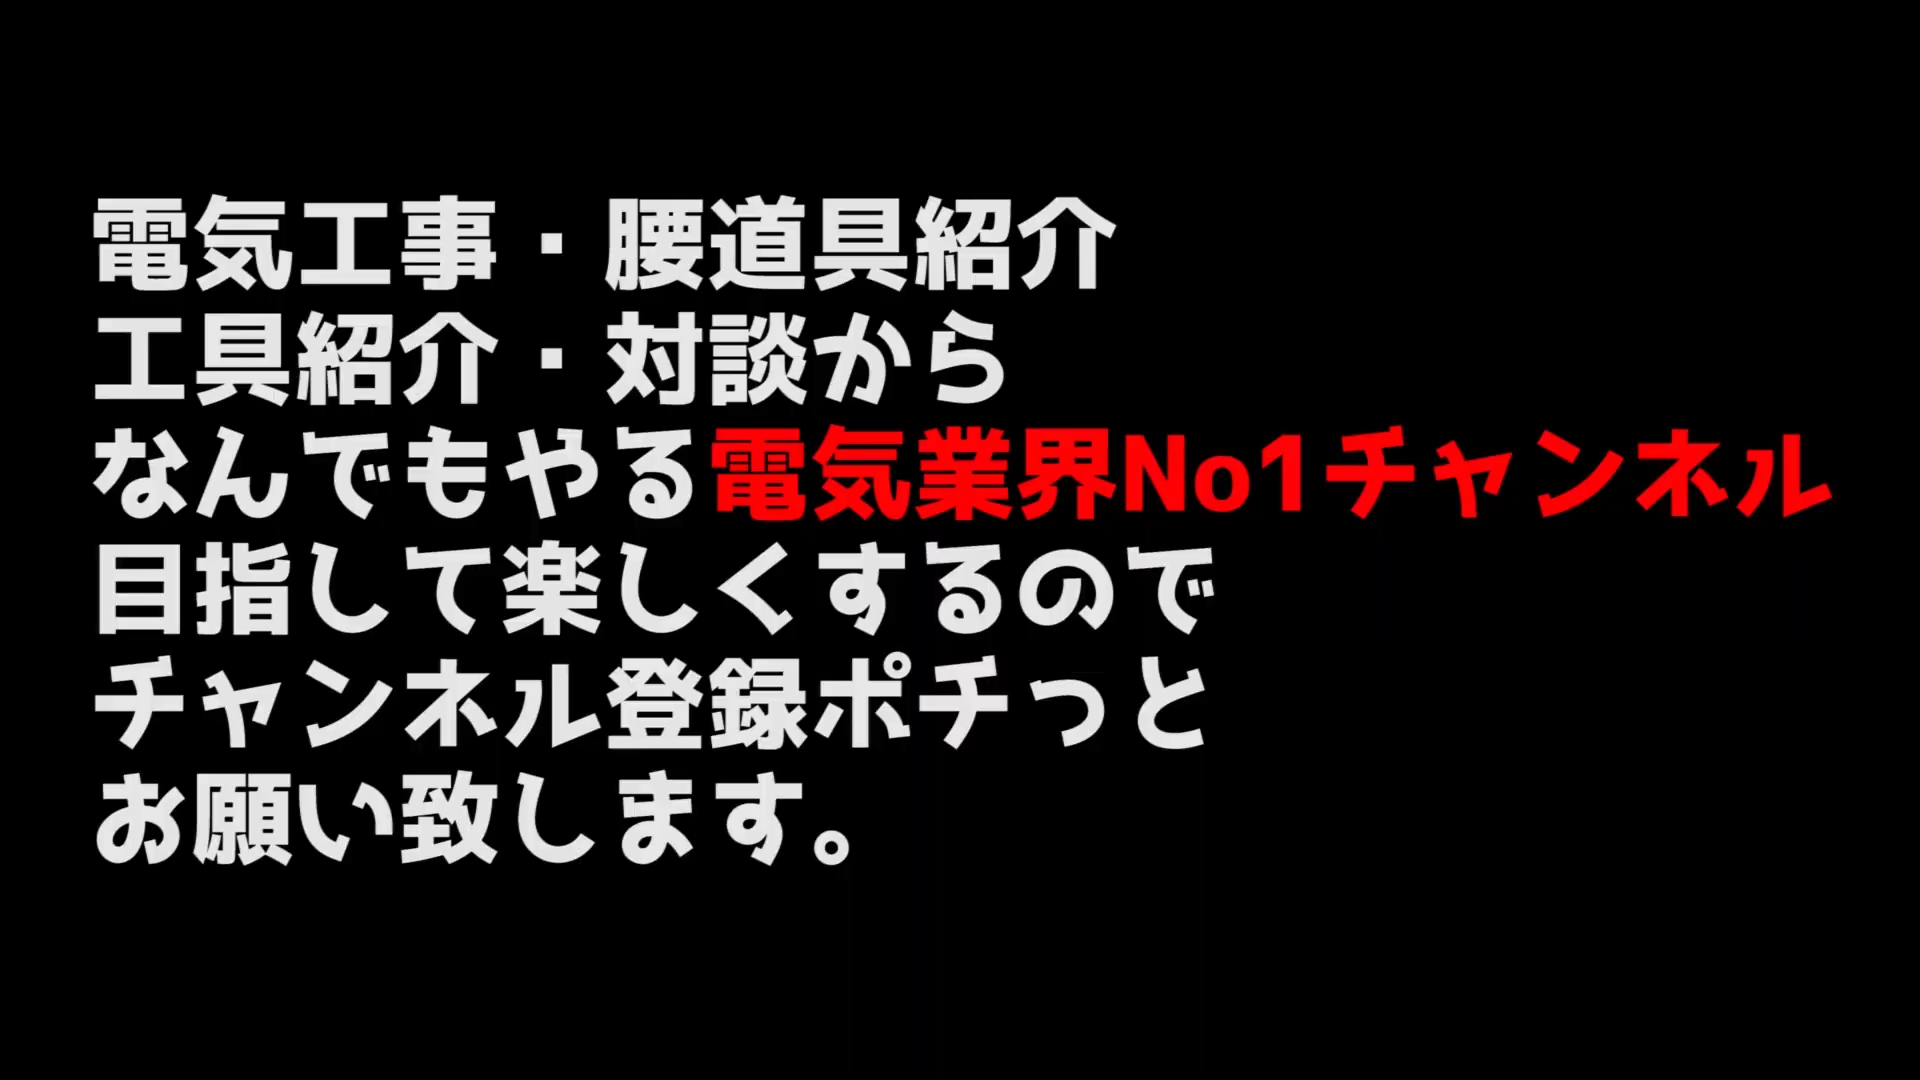 電気工事・腰道具紹介
工具紹介・対談から
なんでもやる電気業界No1チャンネル
目指して楽しくするので
チャンネル登録ポチっと
お願い致します。